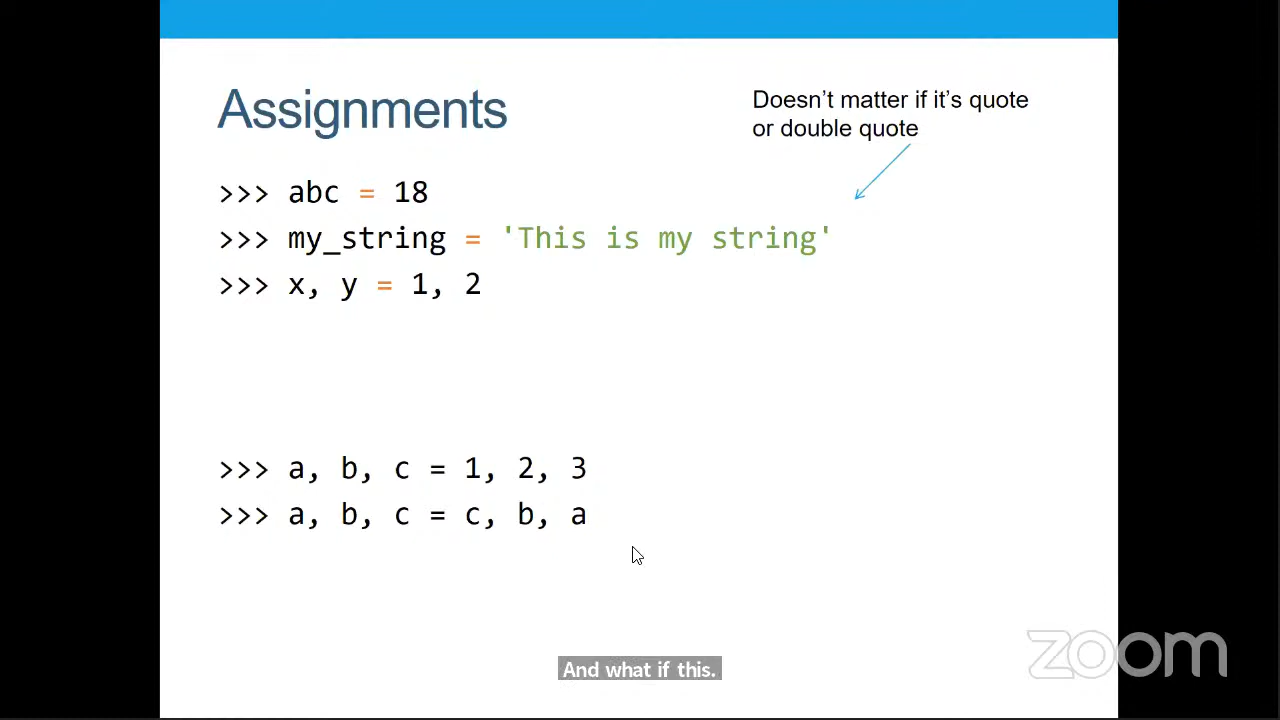 Assignments
Doesn't matter if it's quote
or double quote
>>> abc = 18
>>> my_string = 'This is my string'
>>> x, y = 1, 2
>>> a, b, c = 1, 2, 3
>>> a, b, c = c, b, a
And what if this.
zoom